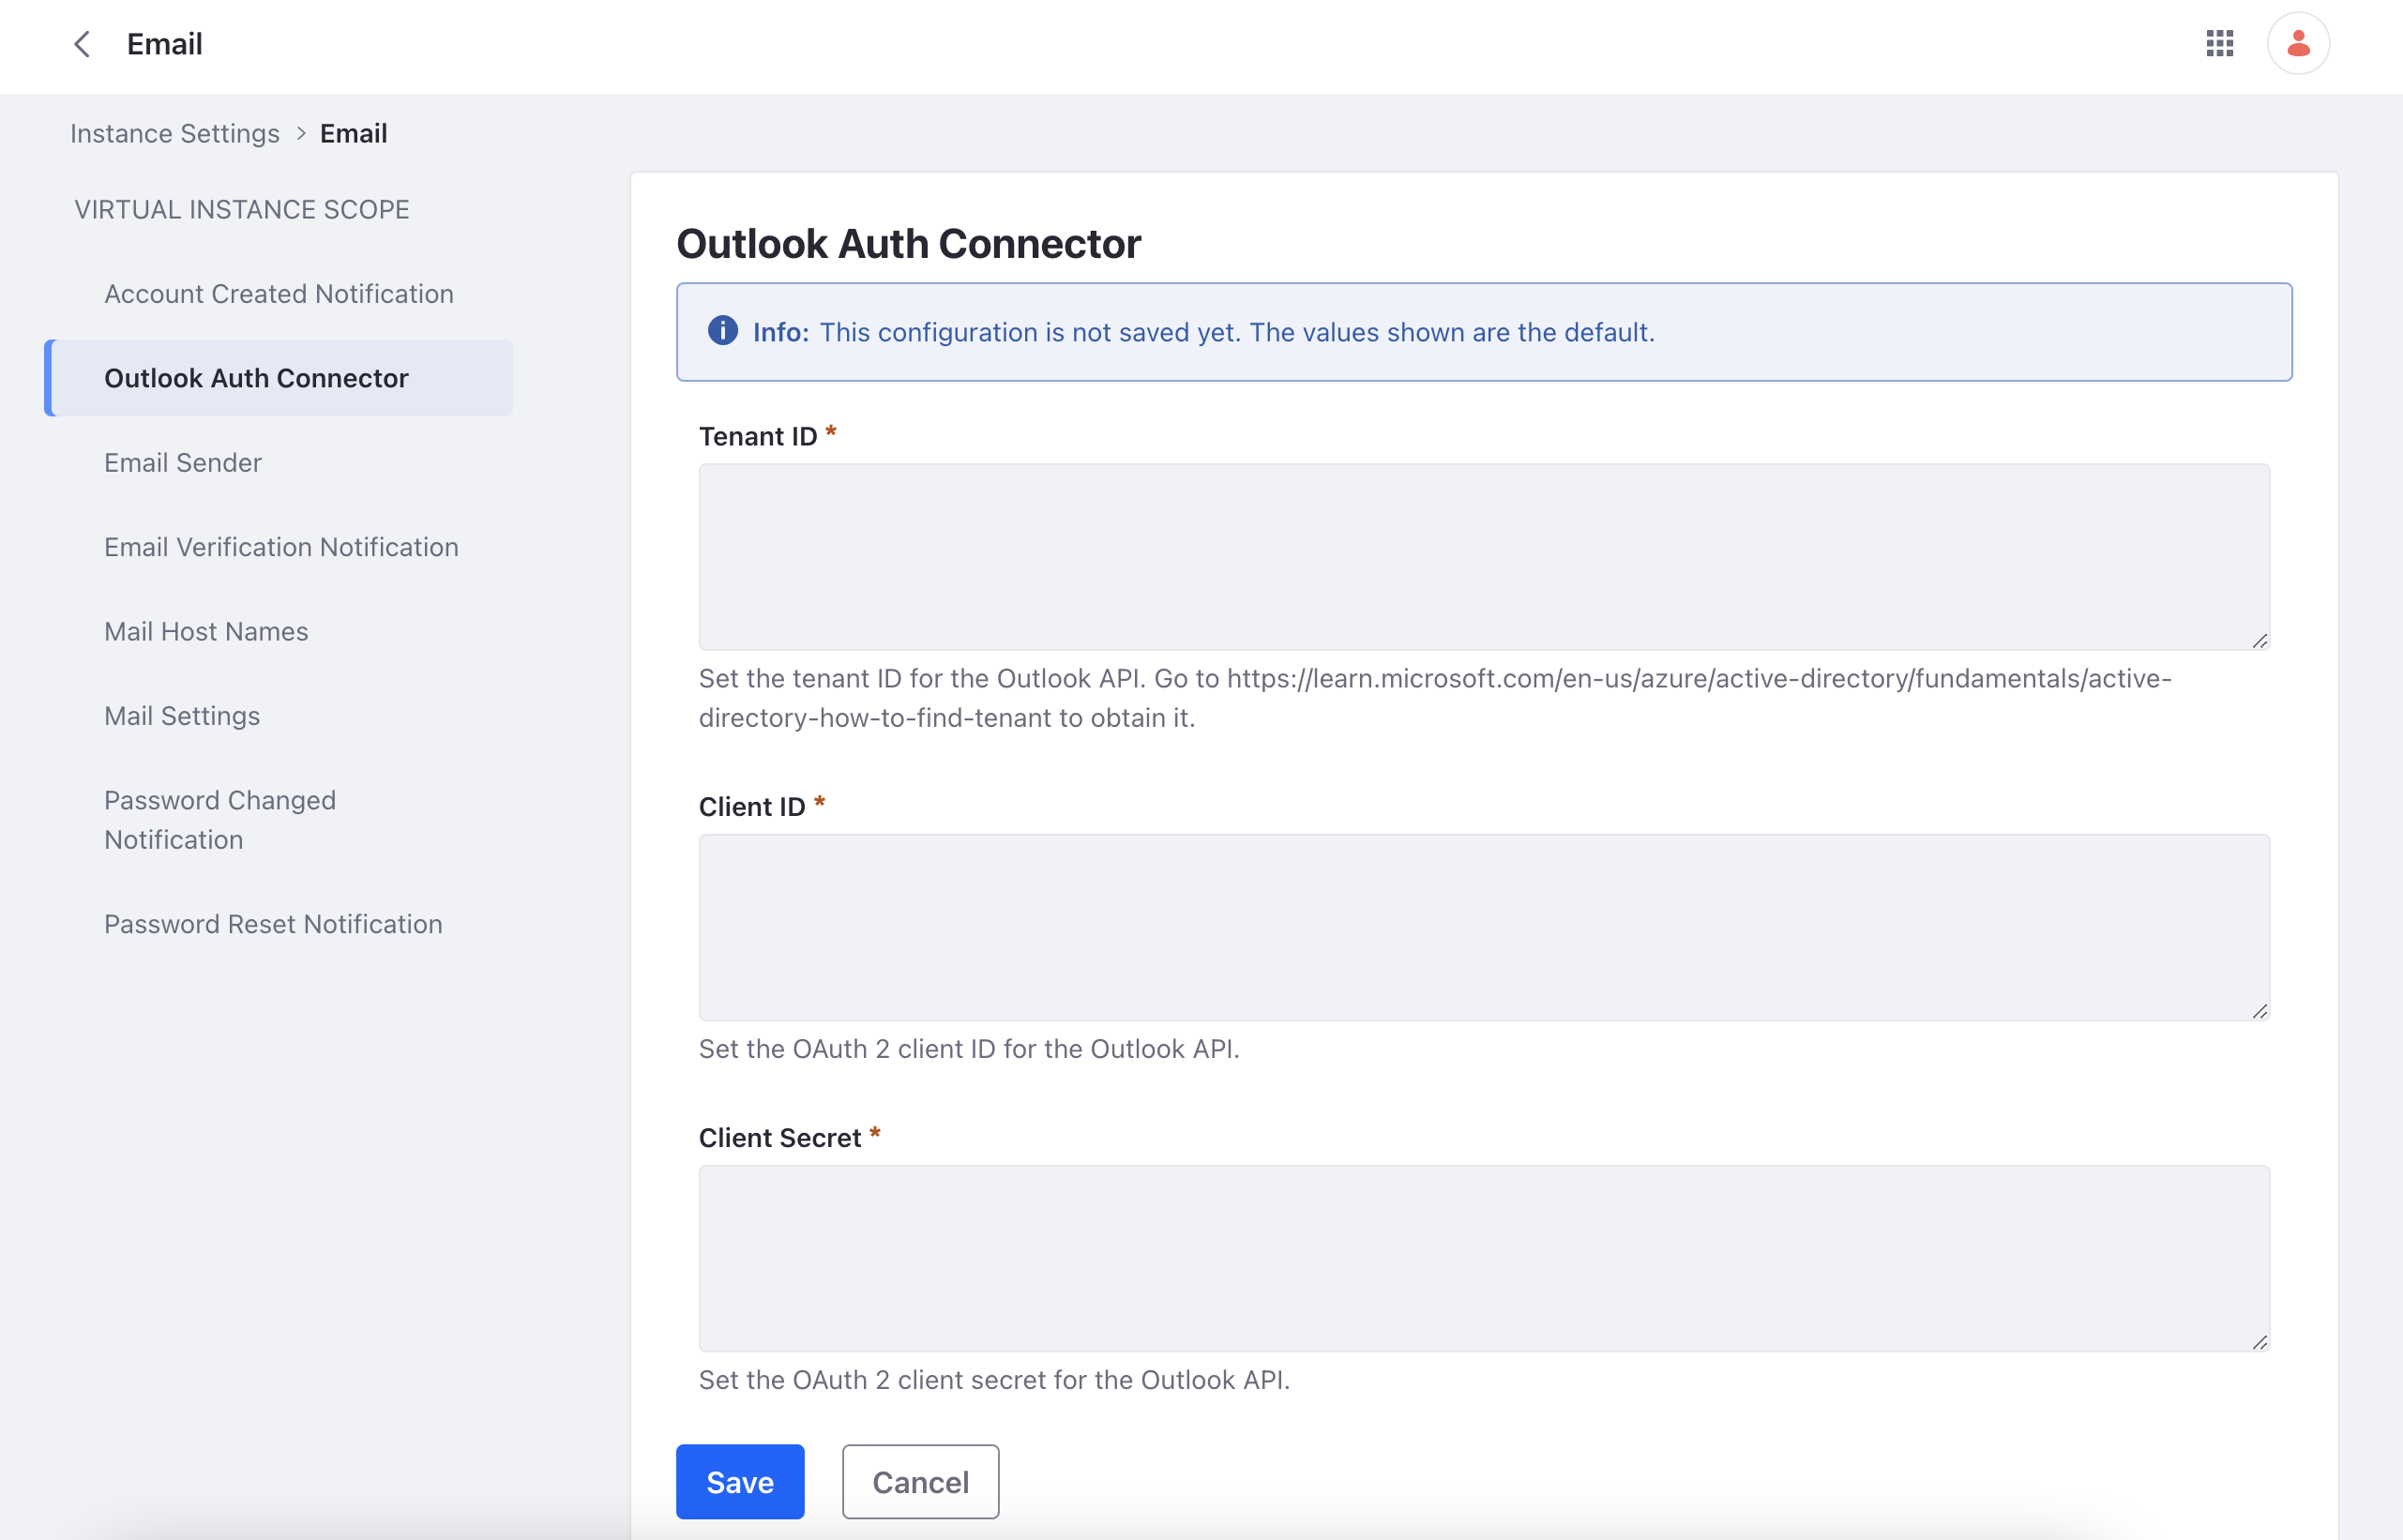 Email
Instance Settings > Email
VIRTUAL INSTANCE SCOPE
Account Created Notification
Outlook Auth Connector
Email Sender
Email Verification Notification
Mail Host Names
Mail Settings
Password Changed
Notification
Password Reset Notification
Outlook Auth Connector
Info: This configuration is not saved yet. The values shown are the default.
Tenant ID *
Set the tenant ID for the Outlook API. Go to https://learn.microsoft.com/en-us/azure/active-directory/fundamentals/active-
directory-how-to-find-tenant to obtain it.
Client ID *
Set the OAuth 2 client ID for the Outlook API.
Client Secret *
Set the OAuth 2 client secret for the Outlook API.
Save
Cancel